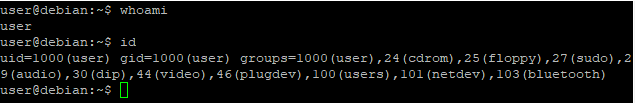 user@debian:~$ whoami
user
user@debian:~$ id
uid=1000(user) gid=1000(user) groups=1000(user),24(cdrom),25(floppy),27(sudo),2
9(audio),30(dip),44(video),46(plugdev),100(users),101(netdev),103(bluetooth)
user@debian:~$